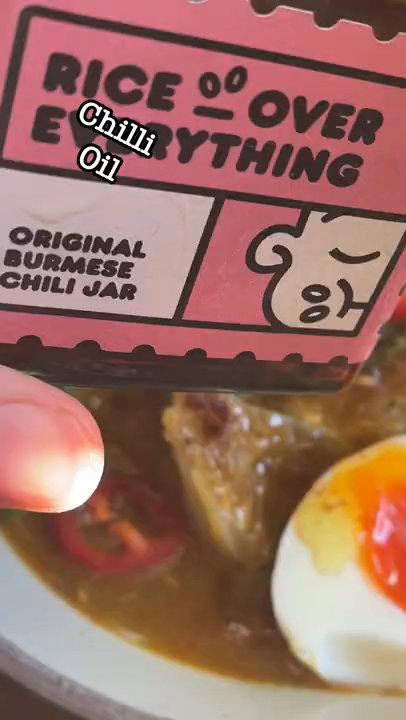 RICE OVER
EVERYTHING
Chilli
Oil
ORIGINAL
BURMESE
CHILI JAR